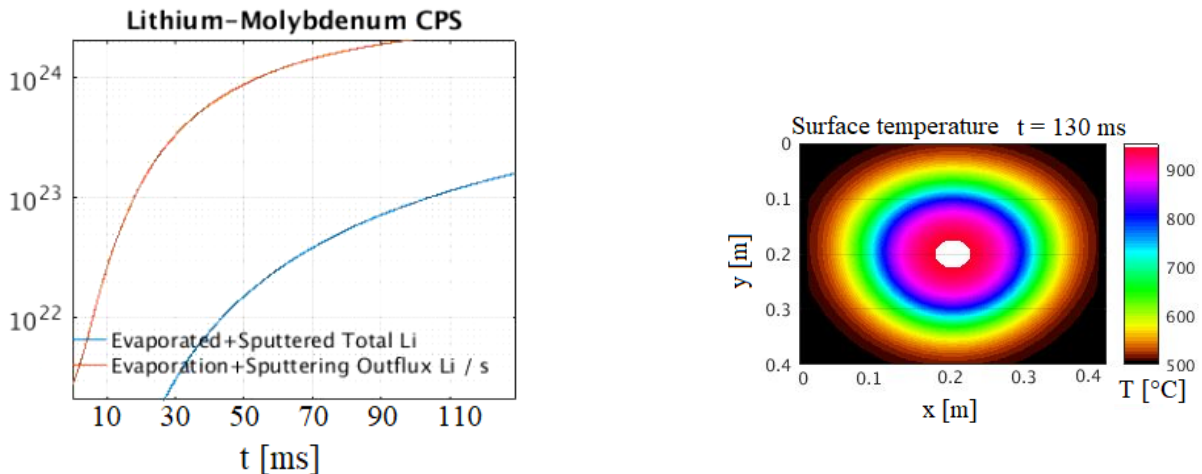 Lithium-Molybdenum CPS
10^24
10^23
10^22
Evaporated+Sputtered Total Li
Evaporation+Sputtering Outflux Li / s
10 30 50 70 90 110
t [ms]
Surface temperature t = 130 ms
0
0.1
0.2
0.3
0.4
y [m]
0 0.1 0.2 0.3 0.4
x [m]
900
800
700
600
500
T [°C]